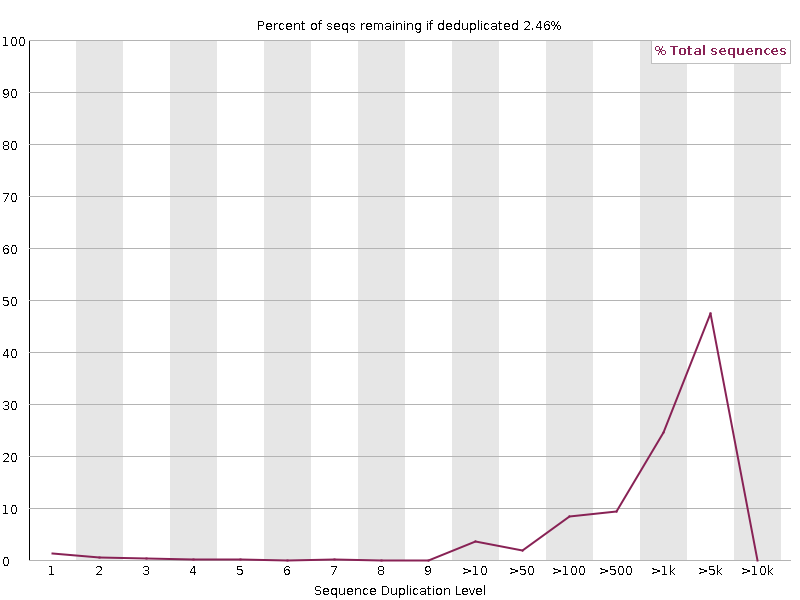 Percent of seqs remaining if deduplicated 2.46%
% Total sequences
100
90
80
70
60
50
40
30
20
10
0
1 2 3 4 5 6 7 8 9 >10 >50 >100 >500 >1k >5k >10k
Sequence Duplication Level